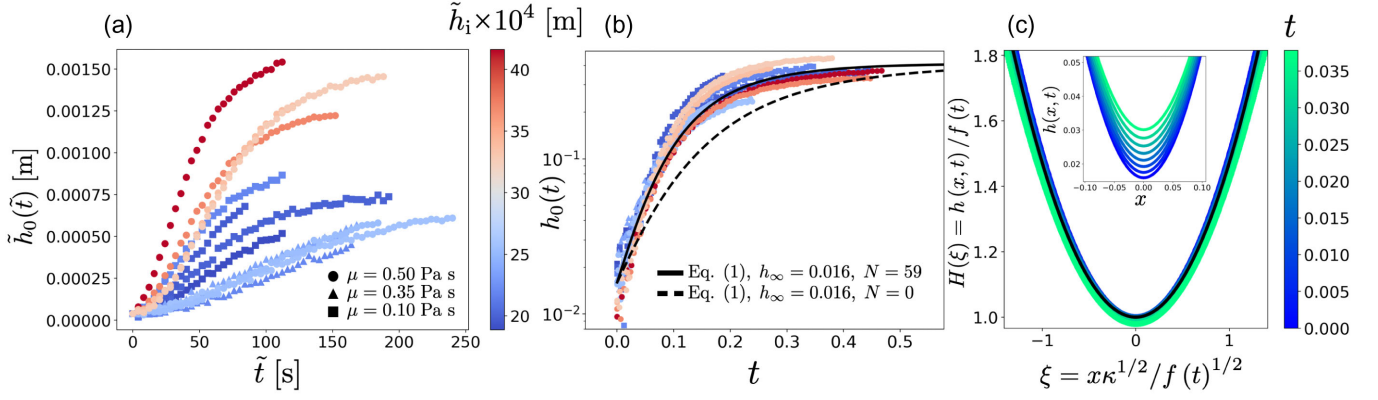 (a)
h̃₀(t̃) [m]
0.00150
0.00125
0.00100
0.00075
0.00050
0.00025
0.00000
μ = 0.50 Pa s
μ = 0.35 Pa s
μ = 0.10 Pa s
0 50 100 150 200 250
t̃ [s]
h̃ᵢ×10⁴ [m]
40
35
30
25
20
(b)
h₀(t)
10⁻¹
10⁻²
Eq. (1), h∞ = 0.016, N = 59
Eq. (1), h∞ = 0.016, N = 0
0.0 0.1 0.2 0.3 0.4 0.5
t
(c)
H(ξ) = h(x, t)/f(t)
1.8
1.6
1.4
1.2
1.0
h(x, t)
0.05
0.04
0.03
0.02
−0.10 −0.05 0.00 0.05 0.10
x
−1 0 1
ξ = xκ^{1/2}/f(t)^{1/2}
t
0.035
0.030
0.025
0.020
0.015
0.010
0.005
0.000